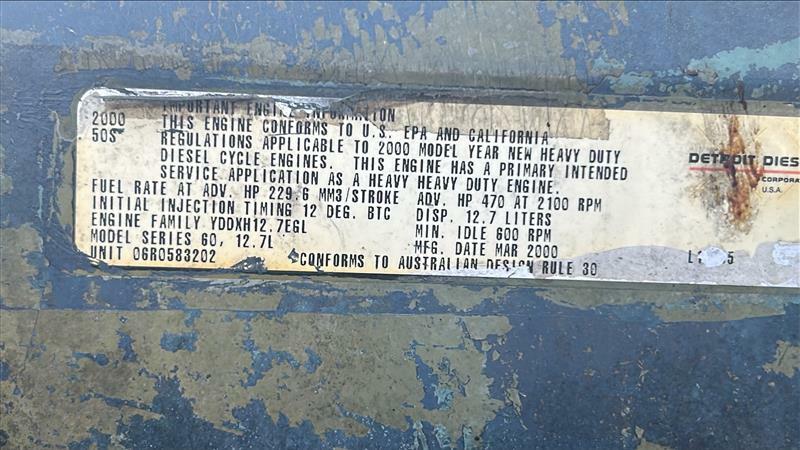 IMPORTANT ENGINE INFORMATION
2000 THIS ENGINE CONFORMS TO U.S. EPA AND CALIFORNIA
50S REGULATIONS APPLICABLE TO 2000 MODEL YEAR NEW HEAVY DUTY
DIESEL CYCLE ENGINES. THIS ENGINE HAS A PRIMARY INTENDED
SERVICE APPLICATION AS A HEAVY HEAVY DUTY ENGINE.
FUEL RATE AT ADV. HP 229.6 MM3/STROKE ADV. HP 470 AT 2100 RPM
INITIAL INJECTION TIMING 12 DEG. BTC DISP. 12.7 LITERS
ENGINE FAMILY YDDXH12.7EGL MIN. IDLE 600 RPM
MODEL SERIES 60, 12.7L MFG. DATE MAR 2000
UNIT 06R0583202 CONFORMS TO AUSTRALIAN DESIGN RULE 30
DETROIT DIES
CORPORA
U.S.A.